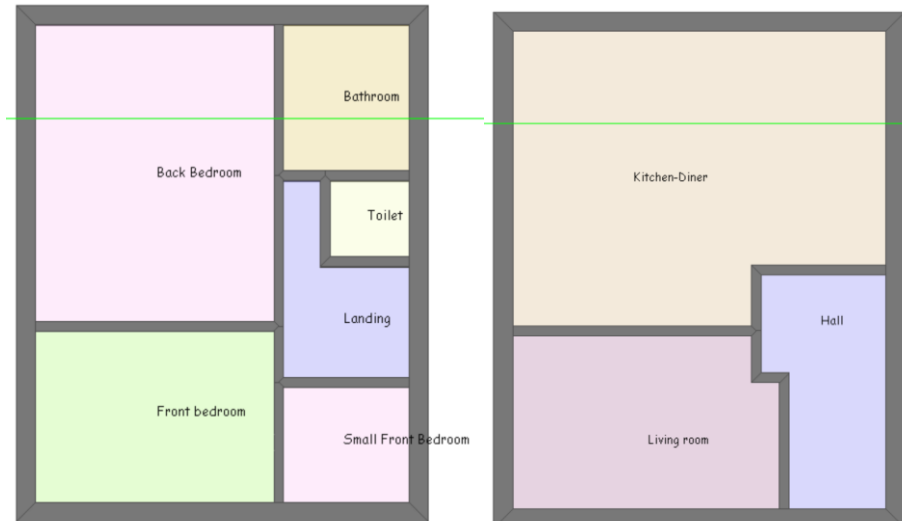 Bathroom
Back Bedroom
Toilet
Landing
Front bedroom
Small Front Bedroom
Kitchen-Diner
Hall
Living room